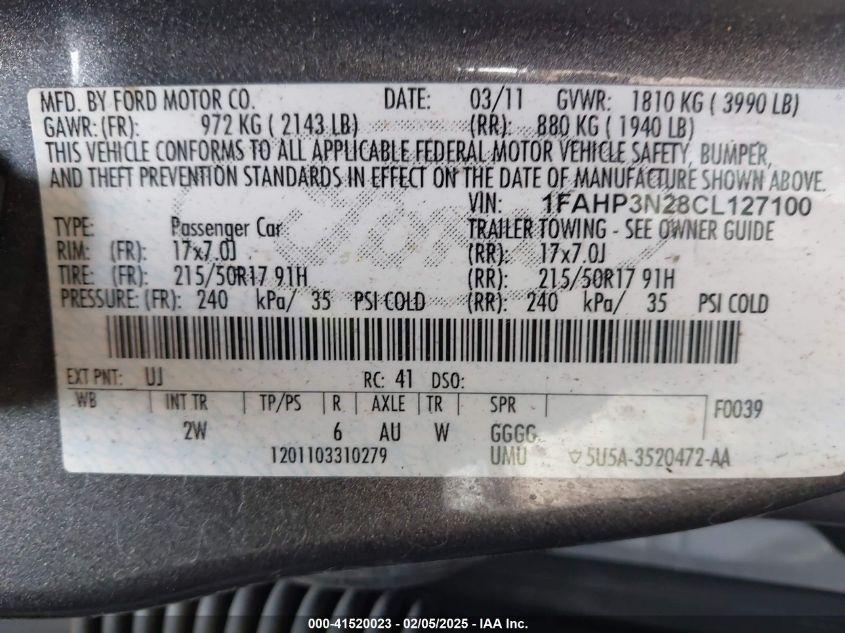 MFD. BY FORD MOTOR CO. DATE: 03/11 GVWR: 1810 KG ( 3990 LB)
GAWR: (FR): 972 KG ( 2143 LB) (RR): 880 KG ( 1940 LB)
THIS VEHICLE CONFORMS TO ALL APPLICABLE FEDERAL MOTOR VEHICLE SAFETY, BUMPER,
AND THEFT PREVENTION STANDARDS IN EFFECT ON THE DATE OF MANUFACTURE SHOWN ABOVE.
VIN: 1FAHP3N28CL127100
TYPE: Passenger Car TRAILER TOWING - SEE OWNER GUIDE
RIM: (FR): 17x7.0J (RR): 17x7.0J
TIRE: (FR): 215/50R17 91H (RR): 215/50R17 91H
PRESSURE: (FR): 240 kPa/ 35 PSI COLD (RR): 240 kPa/ 35 PSI COLD
EXT PNT: UJ RC: 41 DSO:
WB INT TR TP/PS R AXLE TR SPR F0039
2W 6 AU W GGGG
1201103310279 UMU 5U5A-3520472-AA
000-41520023 - 02/05/2025 - IAA Inc.